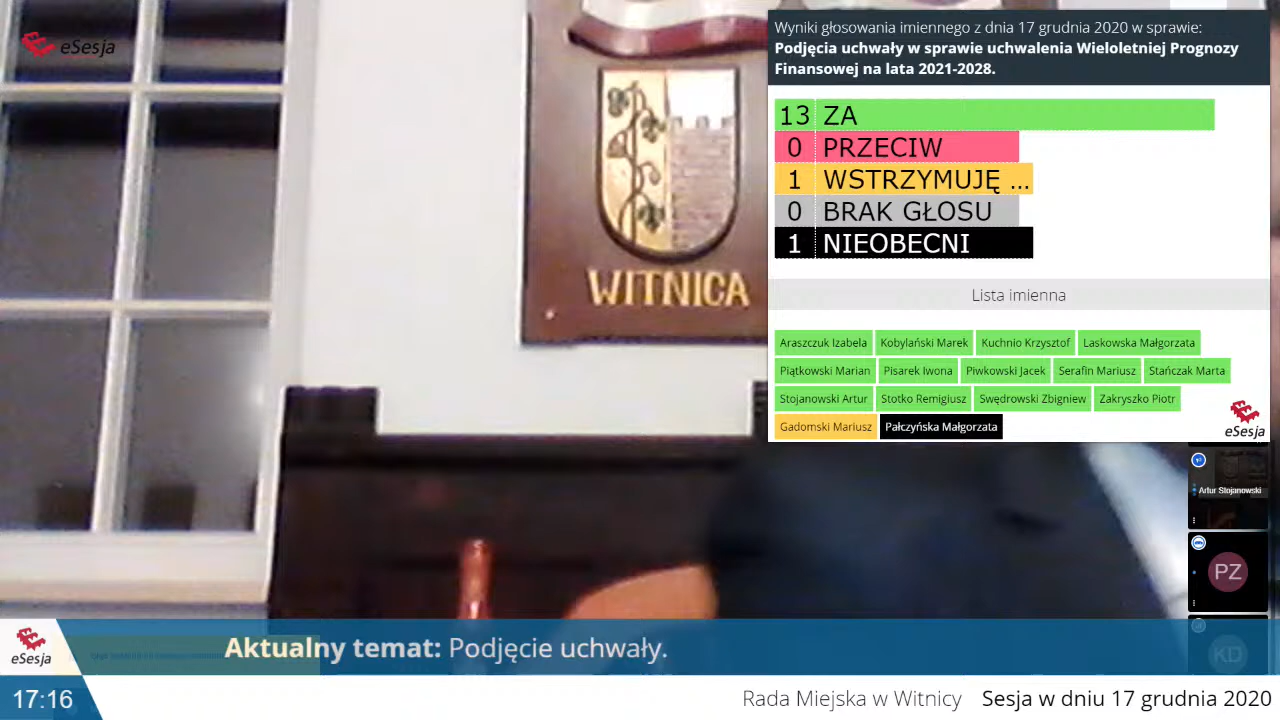 eSesja
WITNICA
Wyniki głosowania imiennego z dnia 17 grudnia 2020 w sprawie:
Podjęcia uchwały w sprawie uchwalenia Wieloletniej Prognozy
Finansowej na lata 2021-2028.
13 ZA
0 PRZECIW
1 WSTRZYMUJĘ ...
0 BRAK GŁOSU
1 NIEOBECNI
Lista imienna
Araszczuk Izabela Kobylański Marek Kuchnio Krzysztof Laskowska Małgorzata
Piątkowski Marian Pisarek Iwona Piwkowski Jacek Serafin Mariusz Stańczak Marta
Stojanowski Artur Stotko Remigiusz Swędrowski Zbigniew Zakryszko Piotr
Gadomski Mariusz Pałczyńska Małgorzata
eSesja
Artur Stojanowski
PZ
KD
eSesja
Aktualny temat: Podjęcie uchwały.
17:16
Rada Miejska w Witnicy Sesja w dniu 17 grudnia 2020